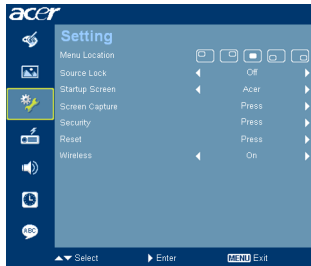 acer
Setting
Menu Location
Source Lock Off
Startup Screen Acer
Screen Capture Press
Security Press
Reset Press
Wireless On
ABC
Select Enter MENU Exit